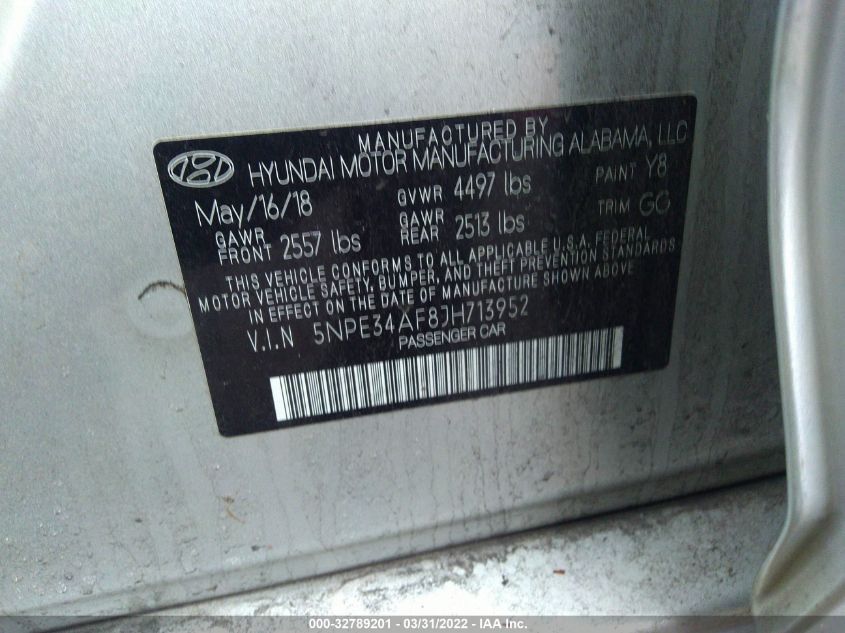 MANUFACTURED BY
HYUNDAI MOTOR MANUFACTURING ALABAMA, LLC
May/16/18 GVWR 4497 lbs PAINT Y8
GAWR FRONT 2557 lbs GAWR REAR 2513 lbs TRIM GG
THIS VEHICLE CONFORMS TO ALL APPLICABLE U.S.A. FEDERAL
MOTOR VEHICLE SAFETY, BUMPER, AND THEFT PREVENTION STANDARDS
IN EFFECT ON THE DATE OF MANUFACTURE SHOWN ABOVE
V.I.N 5NPE34AF8JH713952
PASSENGER CAR
000-32789201 - 03/31/2022 - IAA Inc.